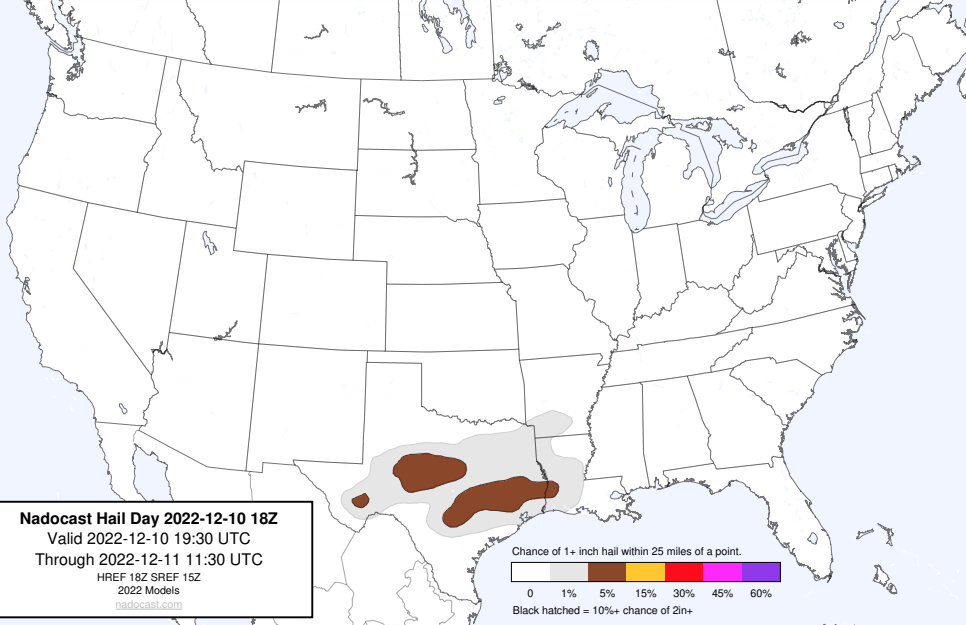 Nadocast Hail Day 2022-12-10 18Z
Valid 2022-12-10 19:30 UTC
Through 2022-12-11 11:30 UTC
HREF 18Z SREF 15Z
2022 Models
nadocast.com
Chance of 1+ inch hail within 25 miles of a point.
0 1% 5% 15% 30% 45% 60%
Black hatched = 10%+ chance of 2in+